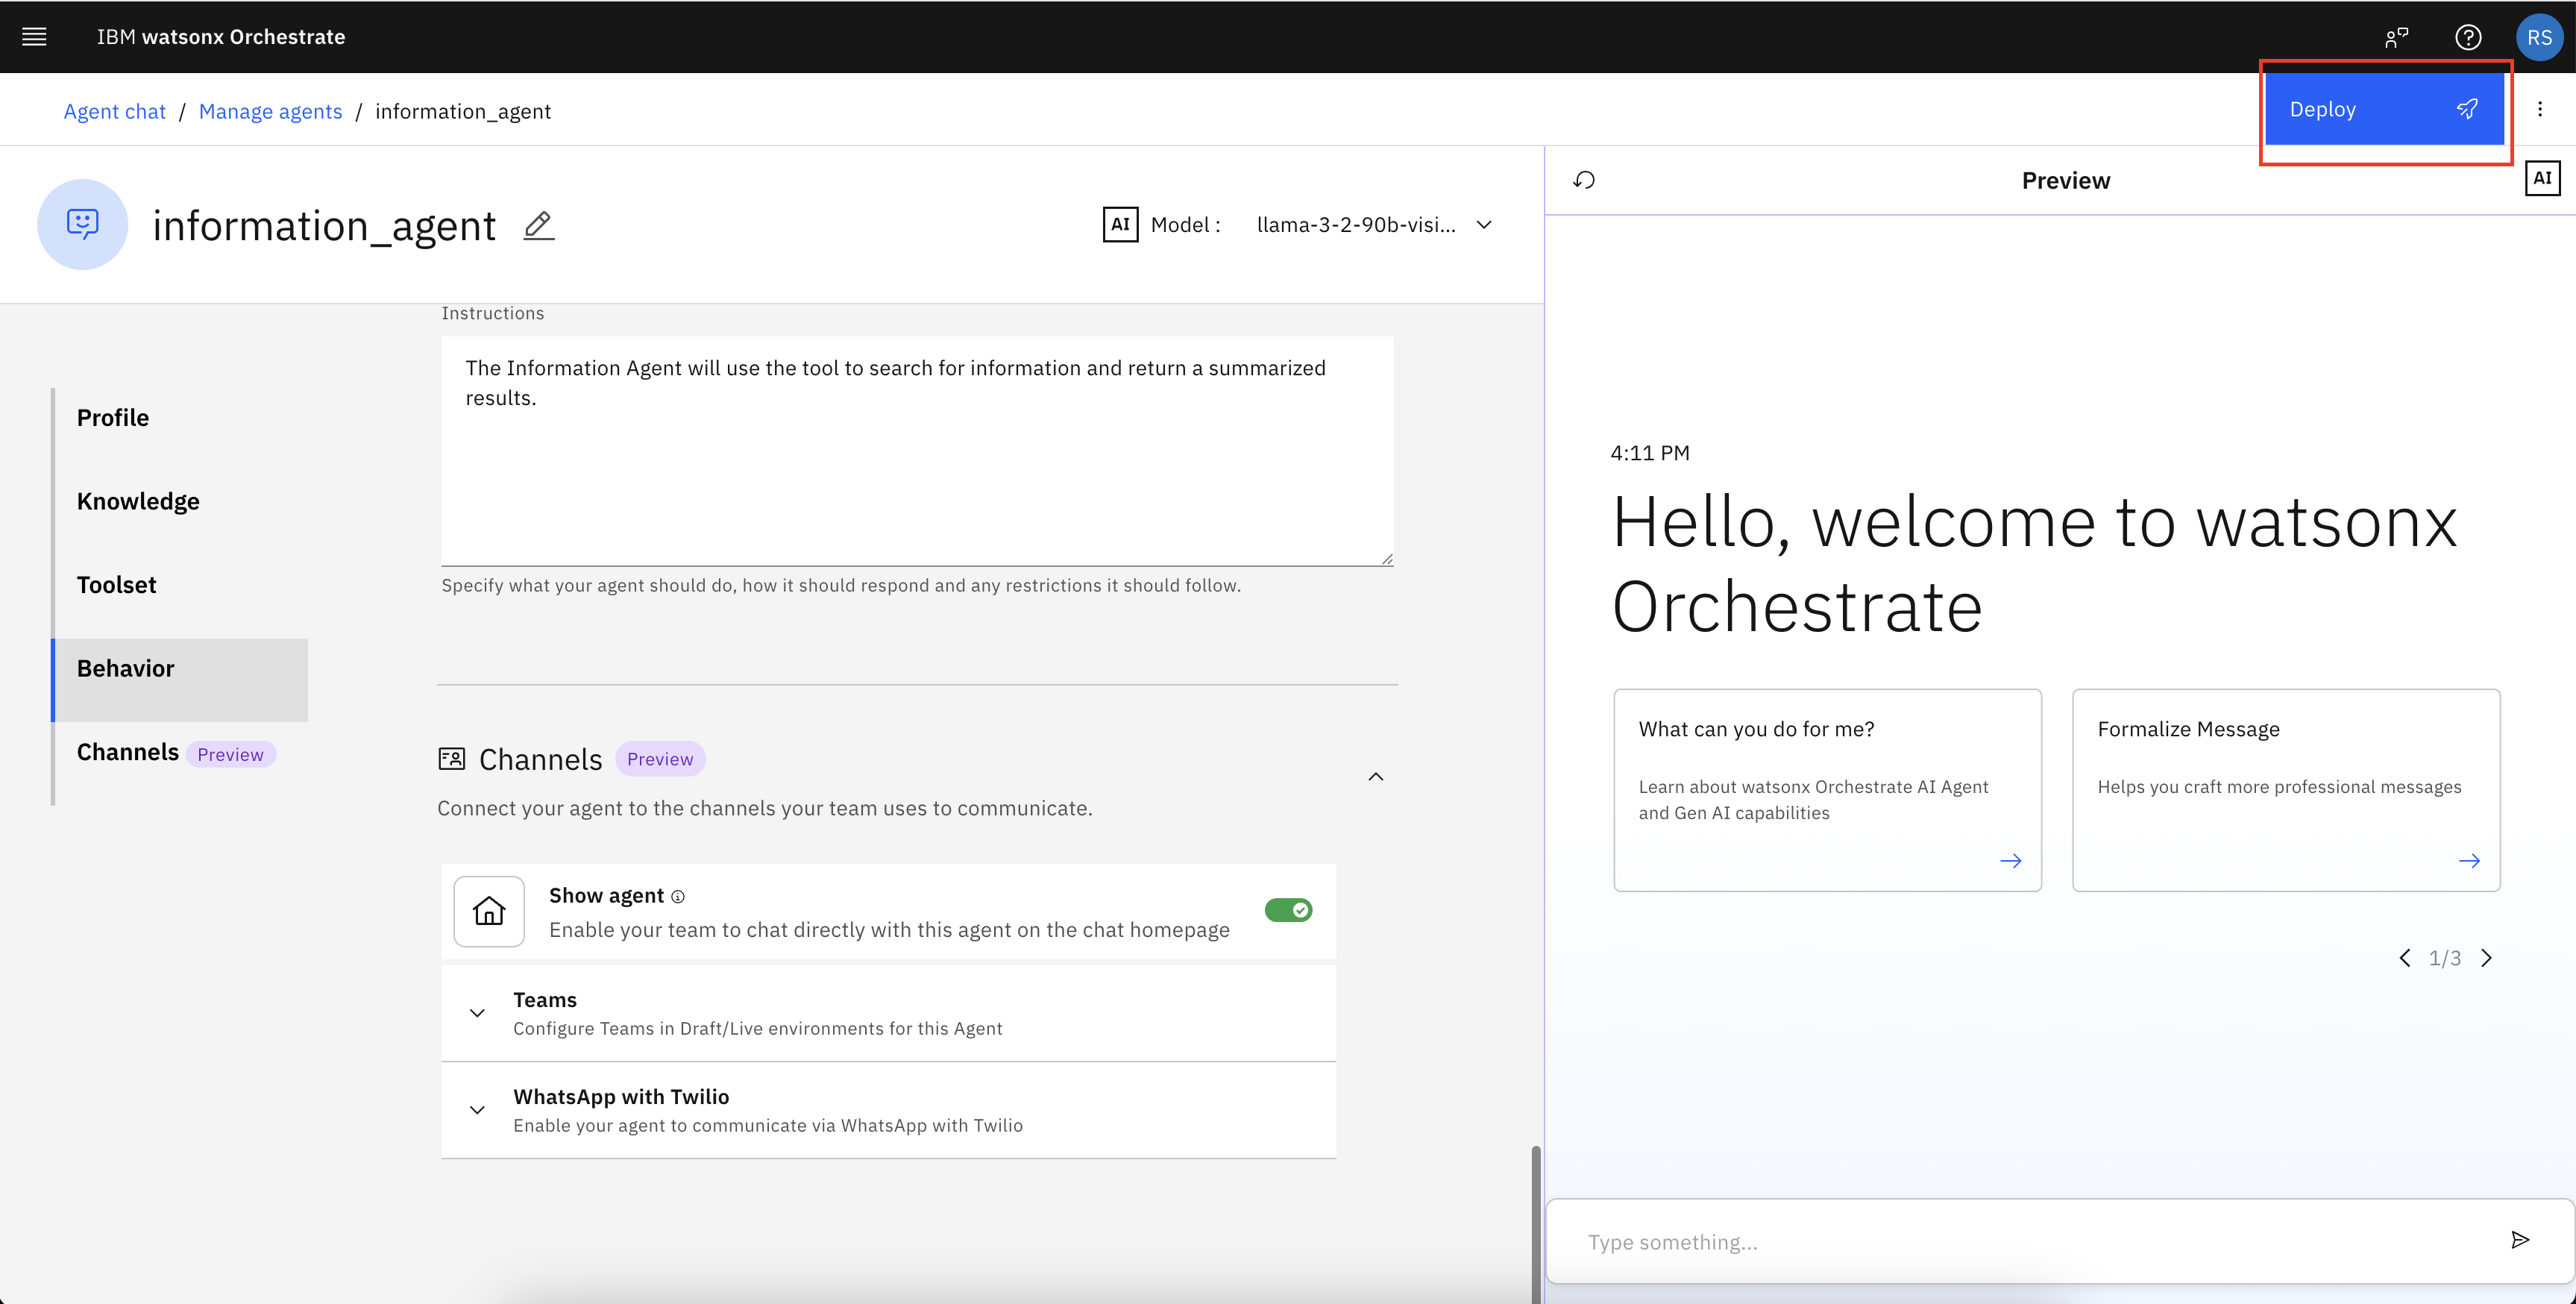 IBM watsonx Orchestrate
RS
Agent chat / Manage agents / information_agent
Deploy
information_agent
AI Model : llama-3-2-90b-visi...
Preview
AI
Instructions
The Information Agent will use the tool to search for information and return a summarized
results.
Specify what your agent should do, how it should respond and any restrictions it should follow.
Profile
Knowledge
Toolset
Behavior
Channels Preview
Channels Preview
Connect your agent to the channels your team uses to communicate.
Show agent
Enable your team to chat directly with this agent on the chat homepage
Teams
Configure Teams in Draft/Live environments for this Agent
WhatsApp with Twilio
Enable your agent to communicate via WhatsApp with Twilio
4:11 PM
Hello, welcome to watsonx
Orchestrate
What can you do for me?
Learn about watsonx Orchestrate AI Agent
and Gen AI capabilities
Formalize Message
Helps you craft more professional messages
1/3
Type something...